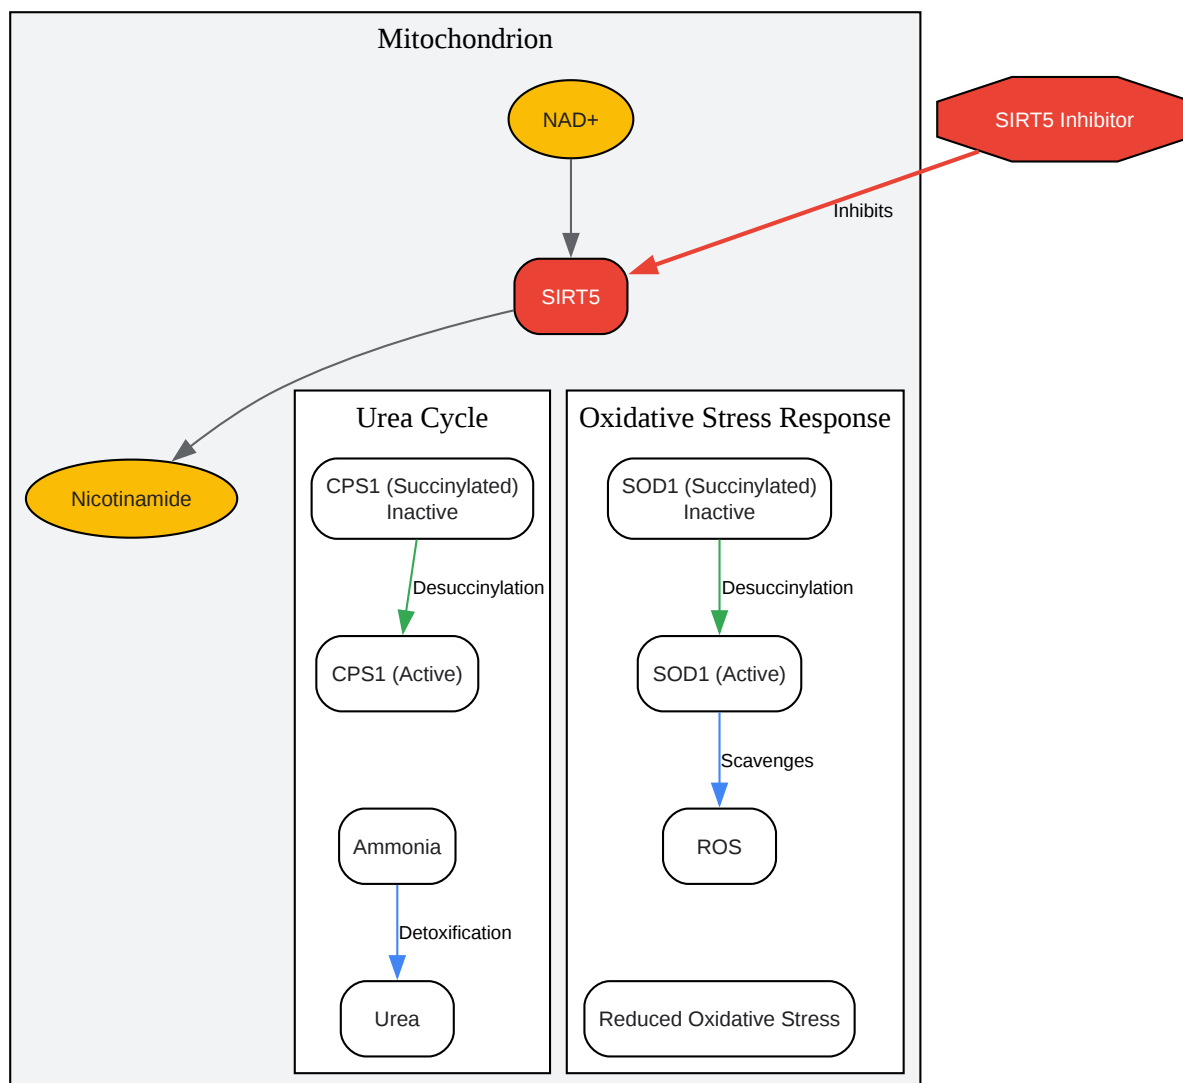 Mitochondrion
NAD+
SIRT5 Inhibitor
Inhibits
SIRT5
Urea Cycle
Oxidative Stress Response
Nicotinamide
CPS1 (Succinylated)
Inactive
SOD1 (Succinylated)
Inactive
Desuccinylation
Desuccinylation
CPS1 (Active)
SOD1 (Active)
Scavenges
Ammonia
ROS
Detoxification
Urea
Reduced Oxidative Stress